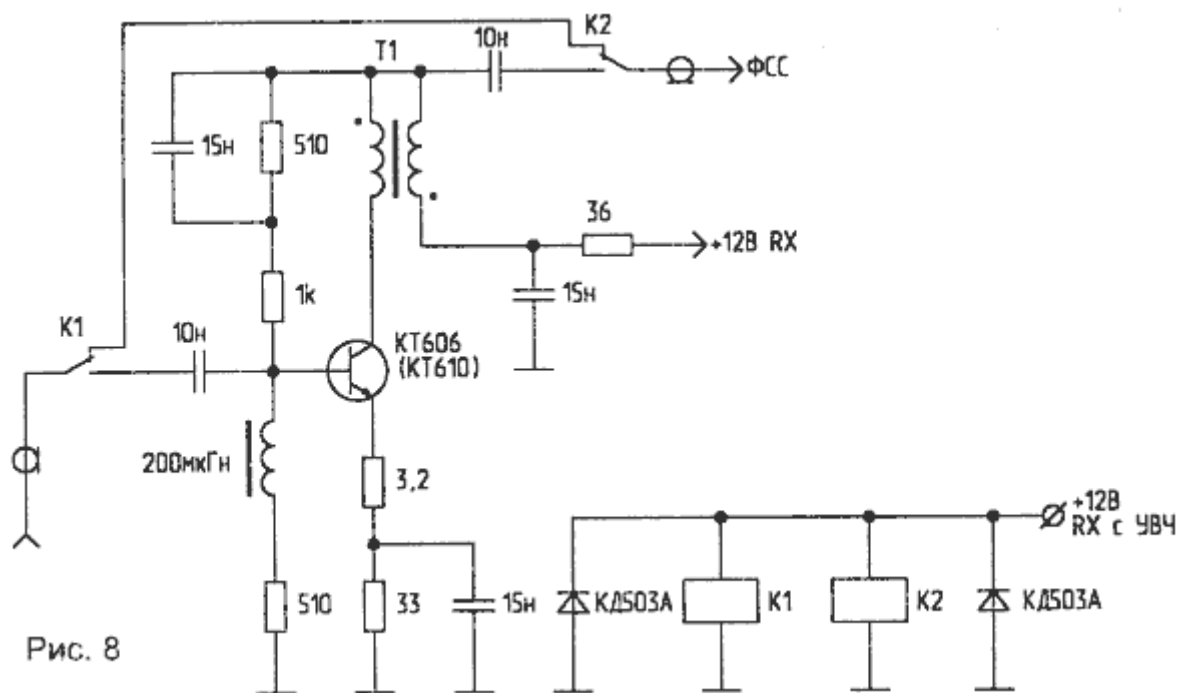 К2
10н
Т1
ФСС
15н
510
36
+12В RX
1k
15н
К1
10н
КТ606
(КТ610)
200мкГн
3,2
+12В
RX с УВЧ
510
33
15н
КД503А
К1
К2
КД503А
Рис. 8